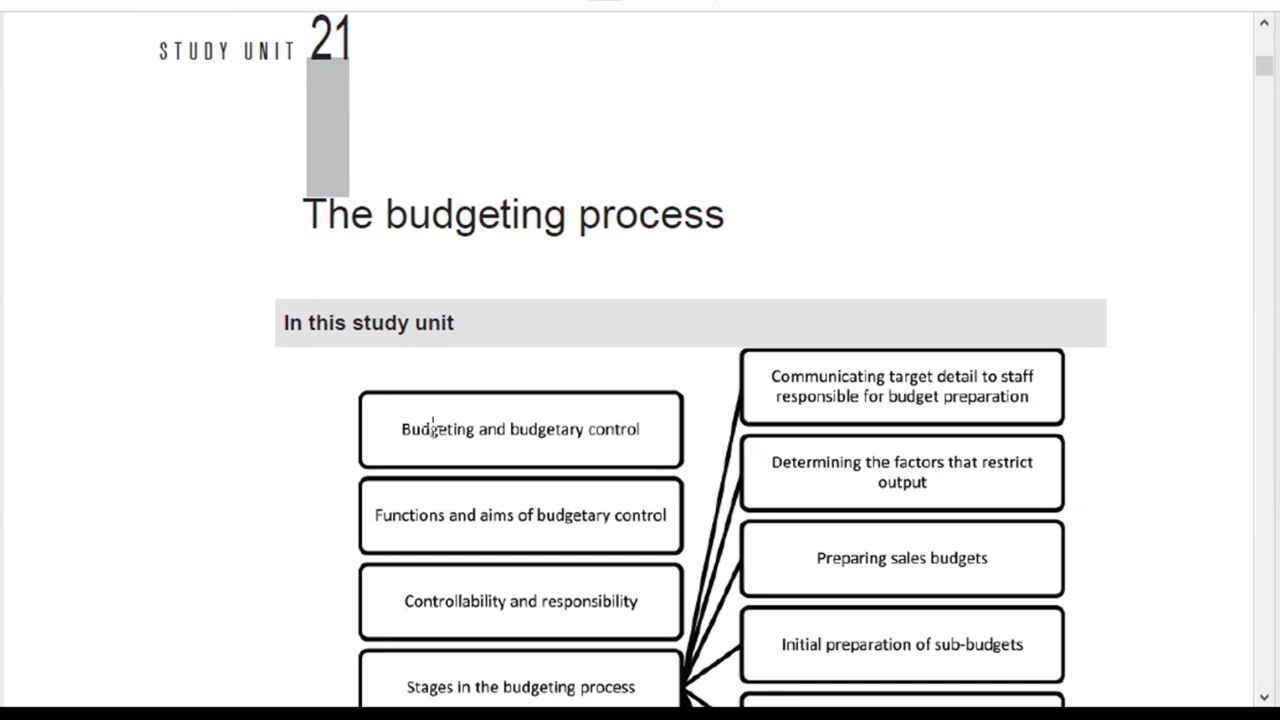 STUDY UNIT 21
The budgeting process
In this study unit
Budgeting and budgetary control
Functions and aims of budgetary control
Controllability and responsibility
Stages in the budgeting process
Communicating target detail to staff
responsible for budget preparation
Determining the factors that restrict
output
Preparing sales budgets
Initial preparation of sub-budgets